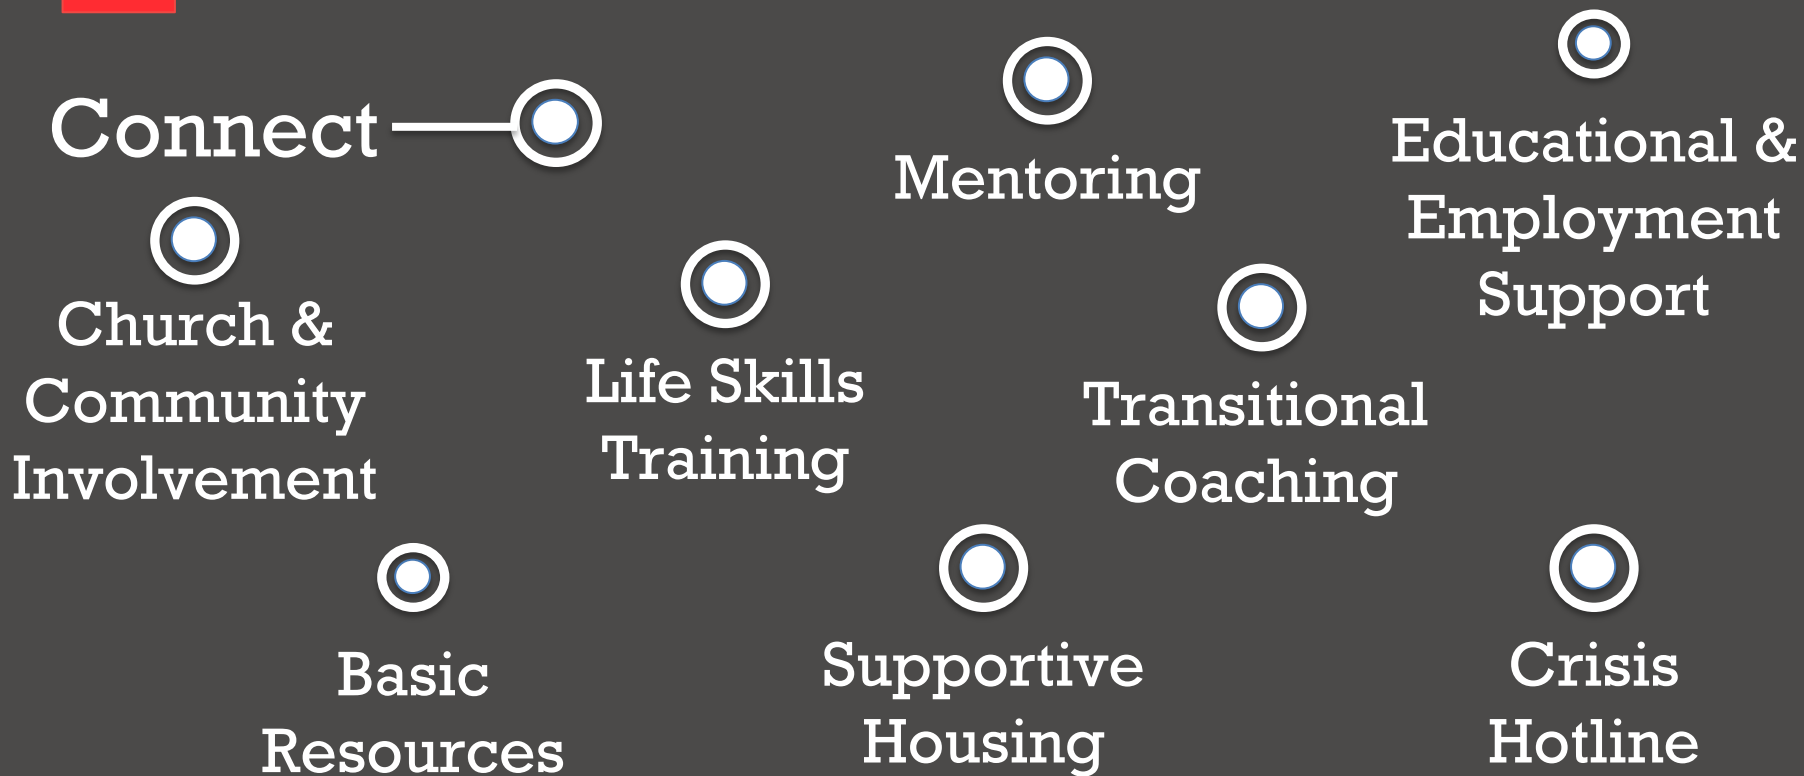 Connect
Mentoring
Educational &
Employment
Support
Church &
Community
Involvement
Life Skills
Training
Transitional
Coaching
Basic
Resources
Supportive
Housing
Crisis
Hotline